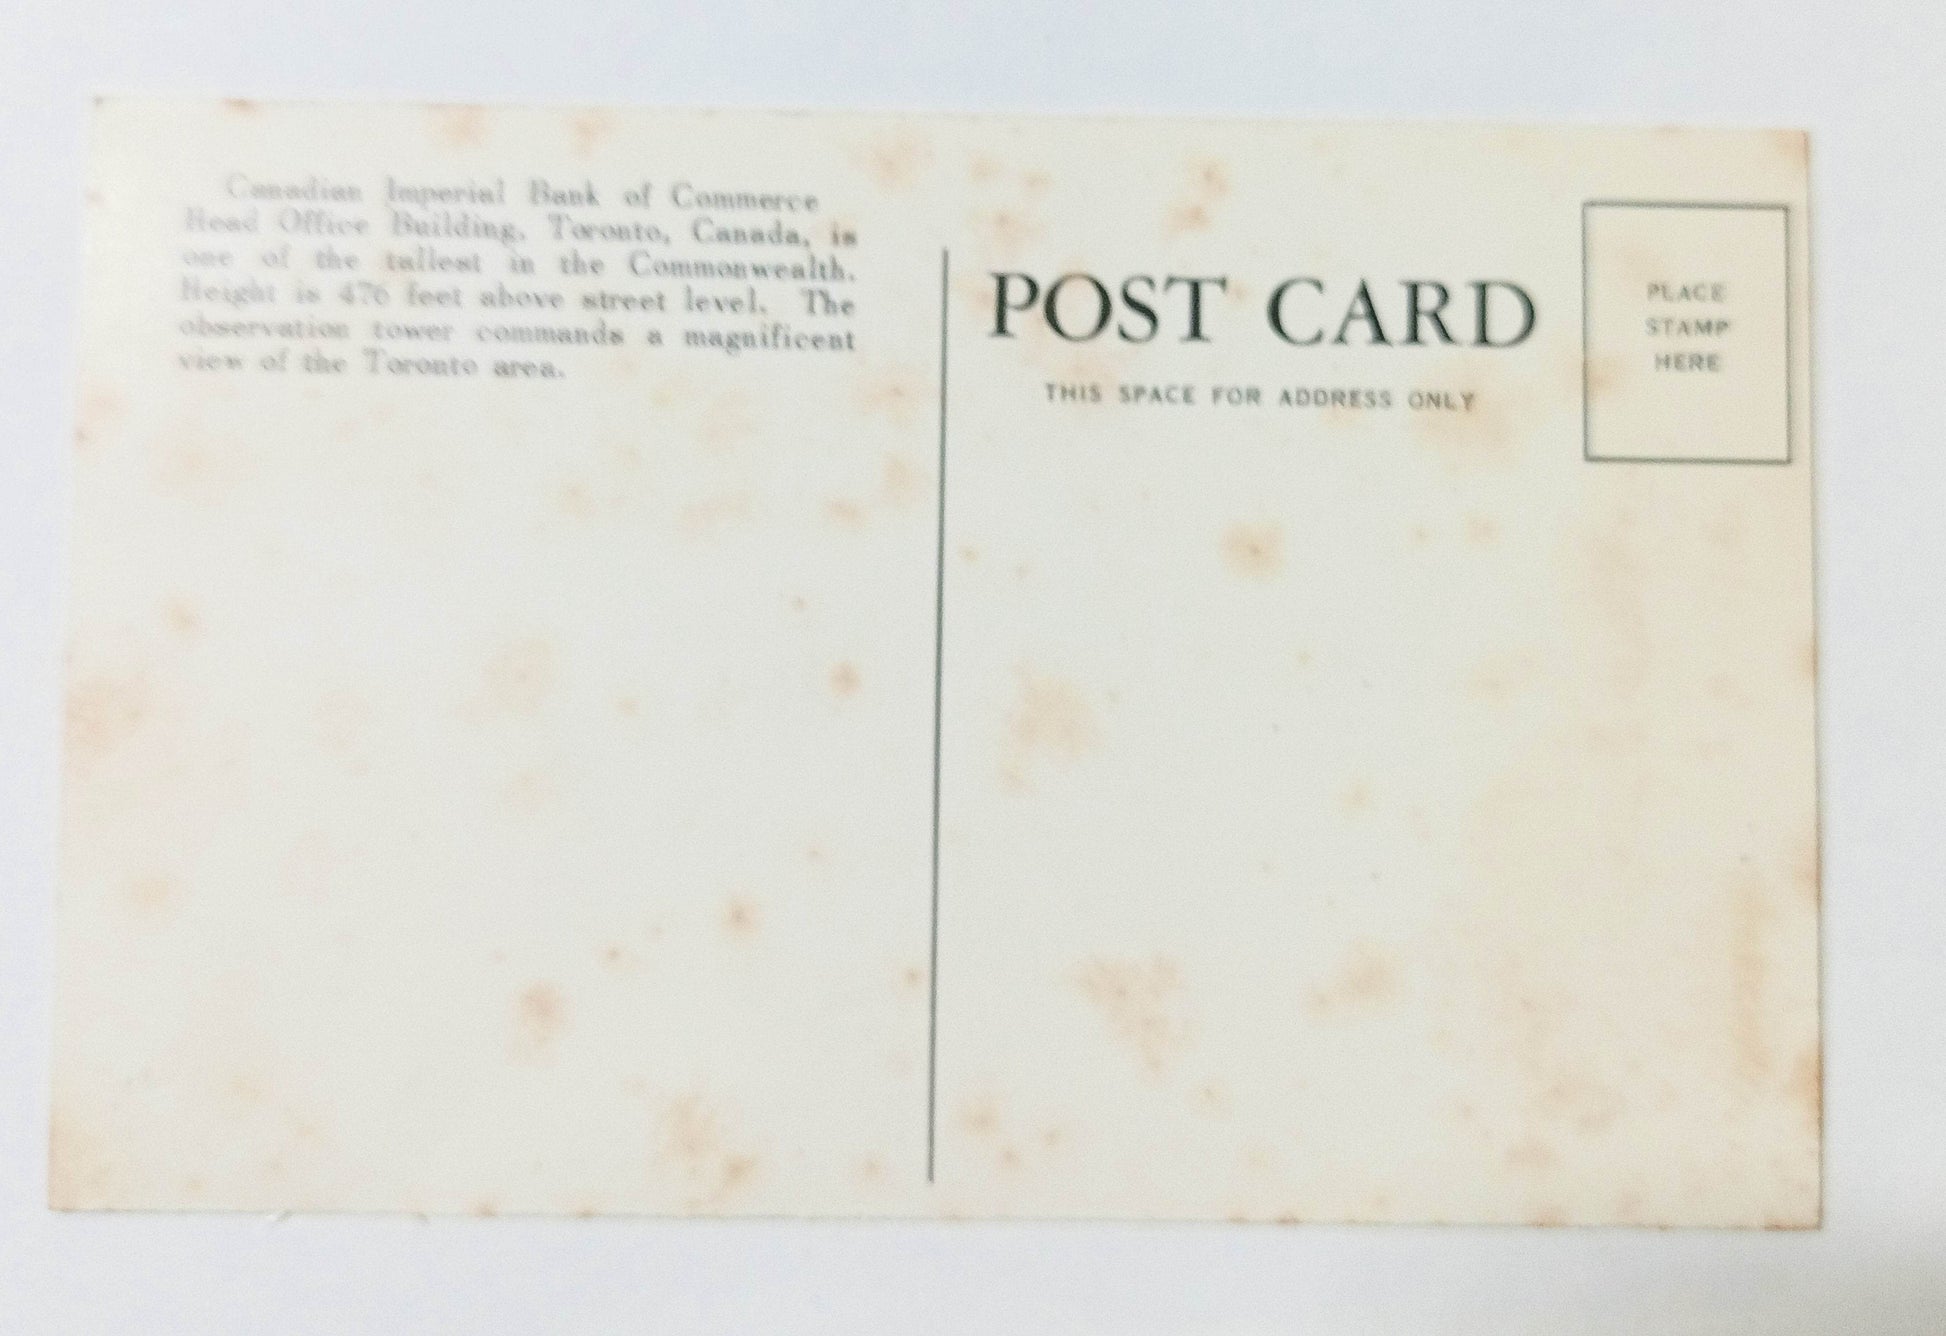 Canadian Imperial Bank of Commerce
Head Office Building, Toronto, Canada, is
one of the tallest in the Commonwealth.
Height is 476 feet above street level. The
observation tower commands a magnificent
view of the Toronto area.
POST CARD
THIS SPACE FOR ADDRESS ONLY
PLACE
STAMP
HERE